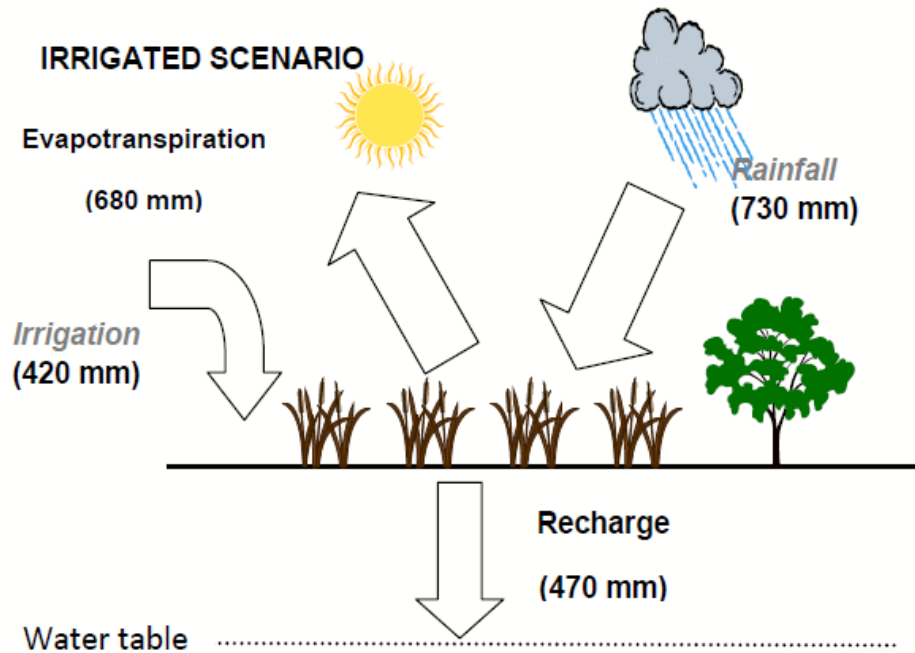 IRRIGATED SCENARIO
Evapotranspiration
(680 mm)
Rainfall
(730 mm)
Irrigation
(420 mm)
Recharge
(470 mm)
Water table